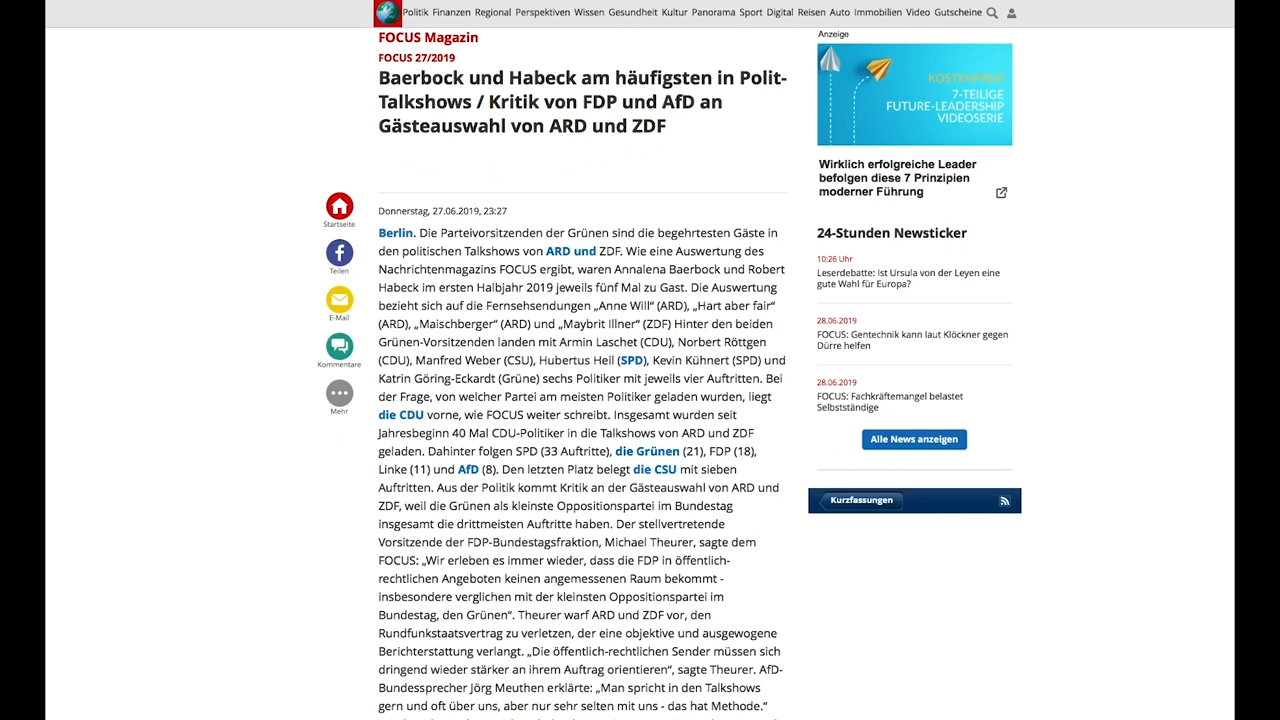 Politik Finanzen Regional Perspektiven Wissen Gesundheit Kultur Panorama Sport Digital Reisen Auto Immobilien Video Gutscheine
FOCUS Magazin
FOCUS 27/2019
Baerbock und Habeck am häufigsten in Polit-
Talkshows / Kritik von FDP und AfD an
Gästeauswahl von ARD und ZDF
Startseite
Teilen
E-Mail
Kommentare
Mehr
Donnerstag, 27.06.2019, 23:27
Berlin. Die Parteivorsitzenden der Grünen sind die begehrtesten Gäste in
den politischen Talkshows von ARD und ZDF. Wie eine Auswertung des
Nachrichtenmagazins FOCUS ergibt, waren Annalena Baerbock und Robert
Habeck im ersten Halbjahr 2019 jeweils fünf Mal zu Gast. Die Auswertung
bezieht sich auf die Fernsehsendungen „Anne Will“ (ARD), „Hart aber fair“
(ARD), „Maischberger“ (ARD) und „Maybrit Illner“ (ZDF) Hinter den beiden
Grünen-Vorsitzenden landen mit Armin Laschet (CDU), Norbert Röttgen
(CDU), Manfred Weber (CSU), Hubertus Heil (SPD), Kevin Kühnert (SPD) und
Katrin Göring-Eckardt (Grüne) sechs Politiker mit jeweils vier Auftritten. Bei
der Frage, von welcher Partei am meisten Politiker geladen wurden, liegt
die CDU vorne, wie FOCUS weiter schreibt. Insgesamt wurden seit
Jahresbeginn 40 Mal CDU-Politiker in die Talkshows von ARD und ZDF
geladen. Dahinter folgen SPD (33 Auftritte), die Grünen (21), FDP (18),
Linke (11) und AfD (8). Den letzten Platz belegt die CSU mit sieben
Auftritten. Aus der Politik kommt Kritik an der Gästeauswahl von ARD und
ZDF, weil die Grünen als kleinste Oppositionspartei im Bundestag
insgesamt die drittmeisten Auftritte haben. Der stellvertretende
Vorsitzende der FDP-Bundestagsfraktion, Michael Theurer, sagte dem
FOCUS: „Wir erleben es immer wieder, dass die FDP in öffentlich-
rechtlichen Angeboten keinen angemessenen Raum bekommt -
insbesondere verglichen mit der kleinsten Oppositionspartei im
Bundestag, den Grünen“. Theurer warf ARD und ZDF vor, den
Rundfunkstaatsvertrag zu verletzen, der eine objektive und ausgewogene
Berichterstattung verlangt. „Die öffentlich-rechtlichen Sender müssen sich
dringend wieder stärker an ihrem Auftrag orientieren“, sagte Theurer. AfD-
Bundessprecher Jörg Meuthen erklärte: „Man spricht in den Talkshows
gern und oft über uns, aber nur sehr selten mit uns - das hat Methode.“
Anzeige
KOSTENFREIE
7-TEILIGE
FUTURE-LEADERSHIP
VIDEOSERIE
Wirklich erfolgreiche Leader
befolgen diese 7 Prinzipien
moderner Führung
24-Stunden Newsticker
10:26 Uhr
Leserdebatte: Ist Ursula von der Leyen eine
gute Wahl für Europa?
28.06.2019
FOCUS: Gentechnik kann laut Klöckner gegen
Dürre helfen
28.06.2019
FOCUS: Fachkräftemangel belastet
Selbstständige
Alle News anzeigen
Kurzfassungen